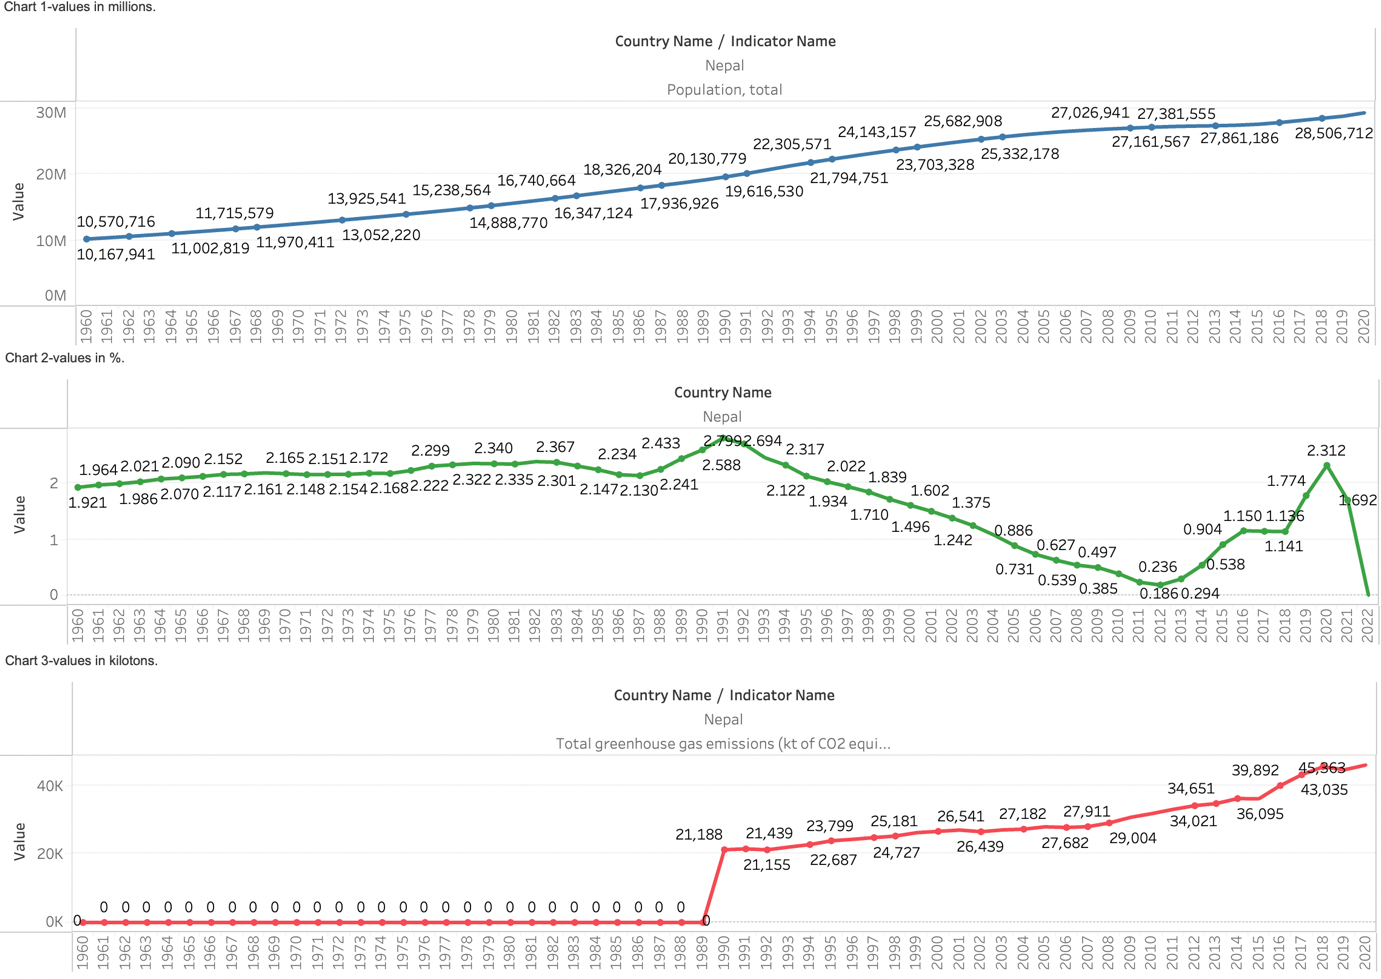 Chart 1-values in millions.
Country Name / Indicator Name
Nepal
Population, total
30M
20M
10M
0M
Value
10,570,716
10,167,941
11,002,819
11,715,579
11,970,411
13,052,220
13,925,541
14,888,770
15,238,564
16,347,124
16,740,664
17,936,926
18,326,204
19,616,530
20,130,779
21,794,751
22,305,571
23,703,328
24,143,157
25,332,178
25,682,908
27,026,941
27,161,567
27,381,555
27,861,186
28,506,712
1960 1961 1962 1963 1964 1965 1966 1967 1968 1969 1970 1971 1972 1973 1974 1975 1976 1977 1978 1979 1980 1981 1982 1983 1984 1985 1986 1987 1988 1989 1990 1991 1992 1993 1994 1995 1996 1997 1998 1999 2000 2001 2002 2003 2004 2005 2006 2007 2008 2009 2010 2011 2012 2013 2014 2015 2016 2017 2018 2019 2020
Chart 2-values in %.
Country Name
Nepal
2
1
0
Value
1.964 2.021 2.090 2.152 2.165 2.151 2.172 2.299 2.340 2.367 2.234 2.433 2.799 2.694 2.317 2.022 1.839 1.602 1.375 0.886 0.627 0.497 0.236 0.904 1.150 1.136 1.774 2.312 1.692
1.921 1.986 2.070 2.117 2.161 2.148 2.154 2.168 2.222 2.322 2.335 2.301 2.147 2.130 2.241 2.588 2.122 1.934 1.710 1.496 1.242 0.731 0.539 0.385 0.186 0.294 0.538 1.141
1960 1961 1962 1963 1964 1965 1966 1967 1968 1969 1970 1971 1972 1973 1974 1975 1976 1977 1978 1979 1980 1981 1982 1983 1984 1985 1986 1987 1988 1989 1990 1991 1992 1993 1994 1995 1996 1997 1998 1999 2000 2001 2002 2003 2004 2005 2006 2007 2008 2009 2010 2011 2012 2013 2014 2015 2016 2017 2018 2019 2020 2021 2022
Chart 3-values in kilotons.
Country Name / Indicator Name
Nepal
Total greenhouse gas emissions (kt of CO2 equi...
40K
20K
0K
Value
0 0 0 0 0 0 0 0 0 0 0 0 0 0 0 0 0 0 0 0 0 0 0 0 0 0 0 0 0 0
21,188 21,439 23,799 25,181 26,541 27,182 27,911 34,651 39,892 45,363
21,155 22,687 24,727 26,439 27,682 29,004 34,021 36,095 43,035
1960 1961 1962 1963 1964 1965 1966 1967 1968 1969 1970 1971 1972 1973 1974 1975 1976 1977 1978 1979 1980 1981 1982 1983 1984 1985 1986 1987 1988 1989 1990 1991 1992 1993 1994 1995 1996 1997 1998 1999 2000 2001 2002 2003 2004 2005 2006 2007 2008 2009 2010 2011 2012 2013 2014 2015 2016 2017 2018 2019 2020